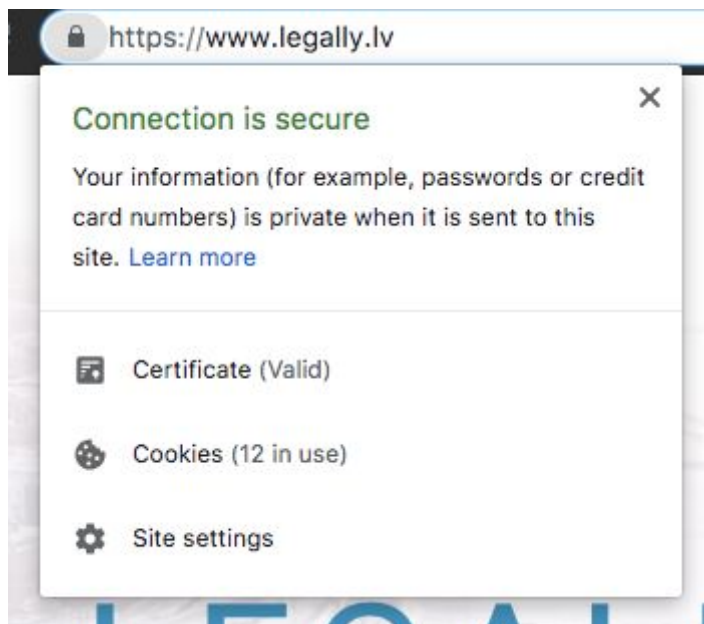 https://www.legally.lv
Connection is secure
Your information (for example, passwords or credit
card numbers) is private when it is sent to this
site. Learn more
Certificate (Valid)
Cookies (12 in use)
Site settings